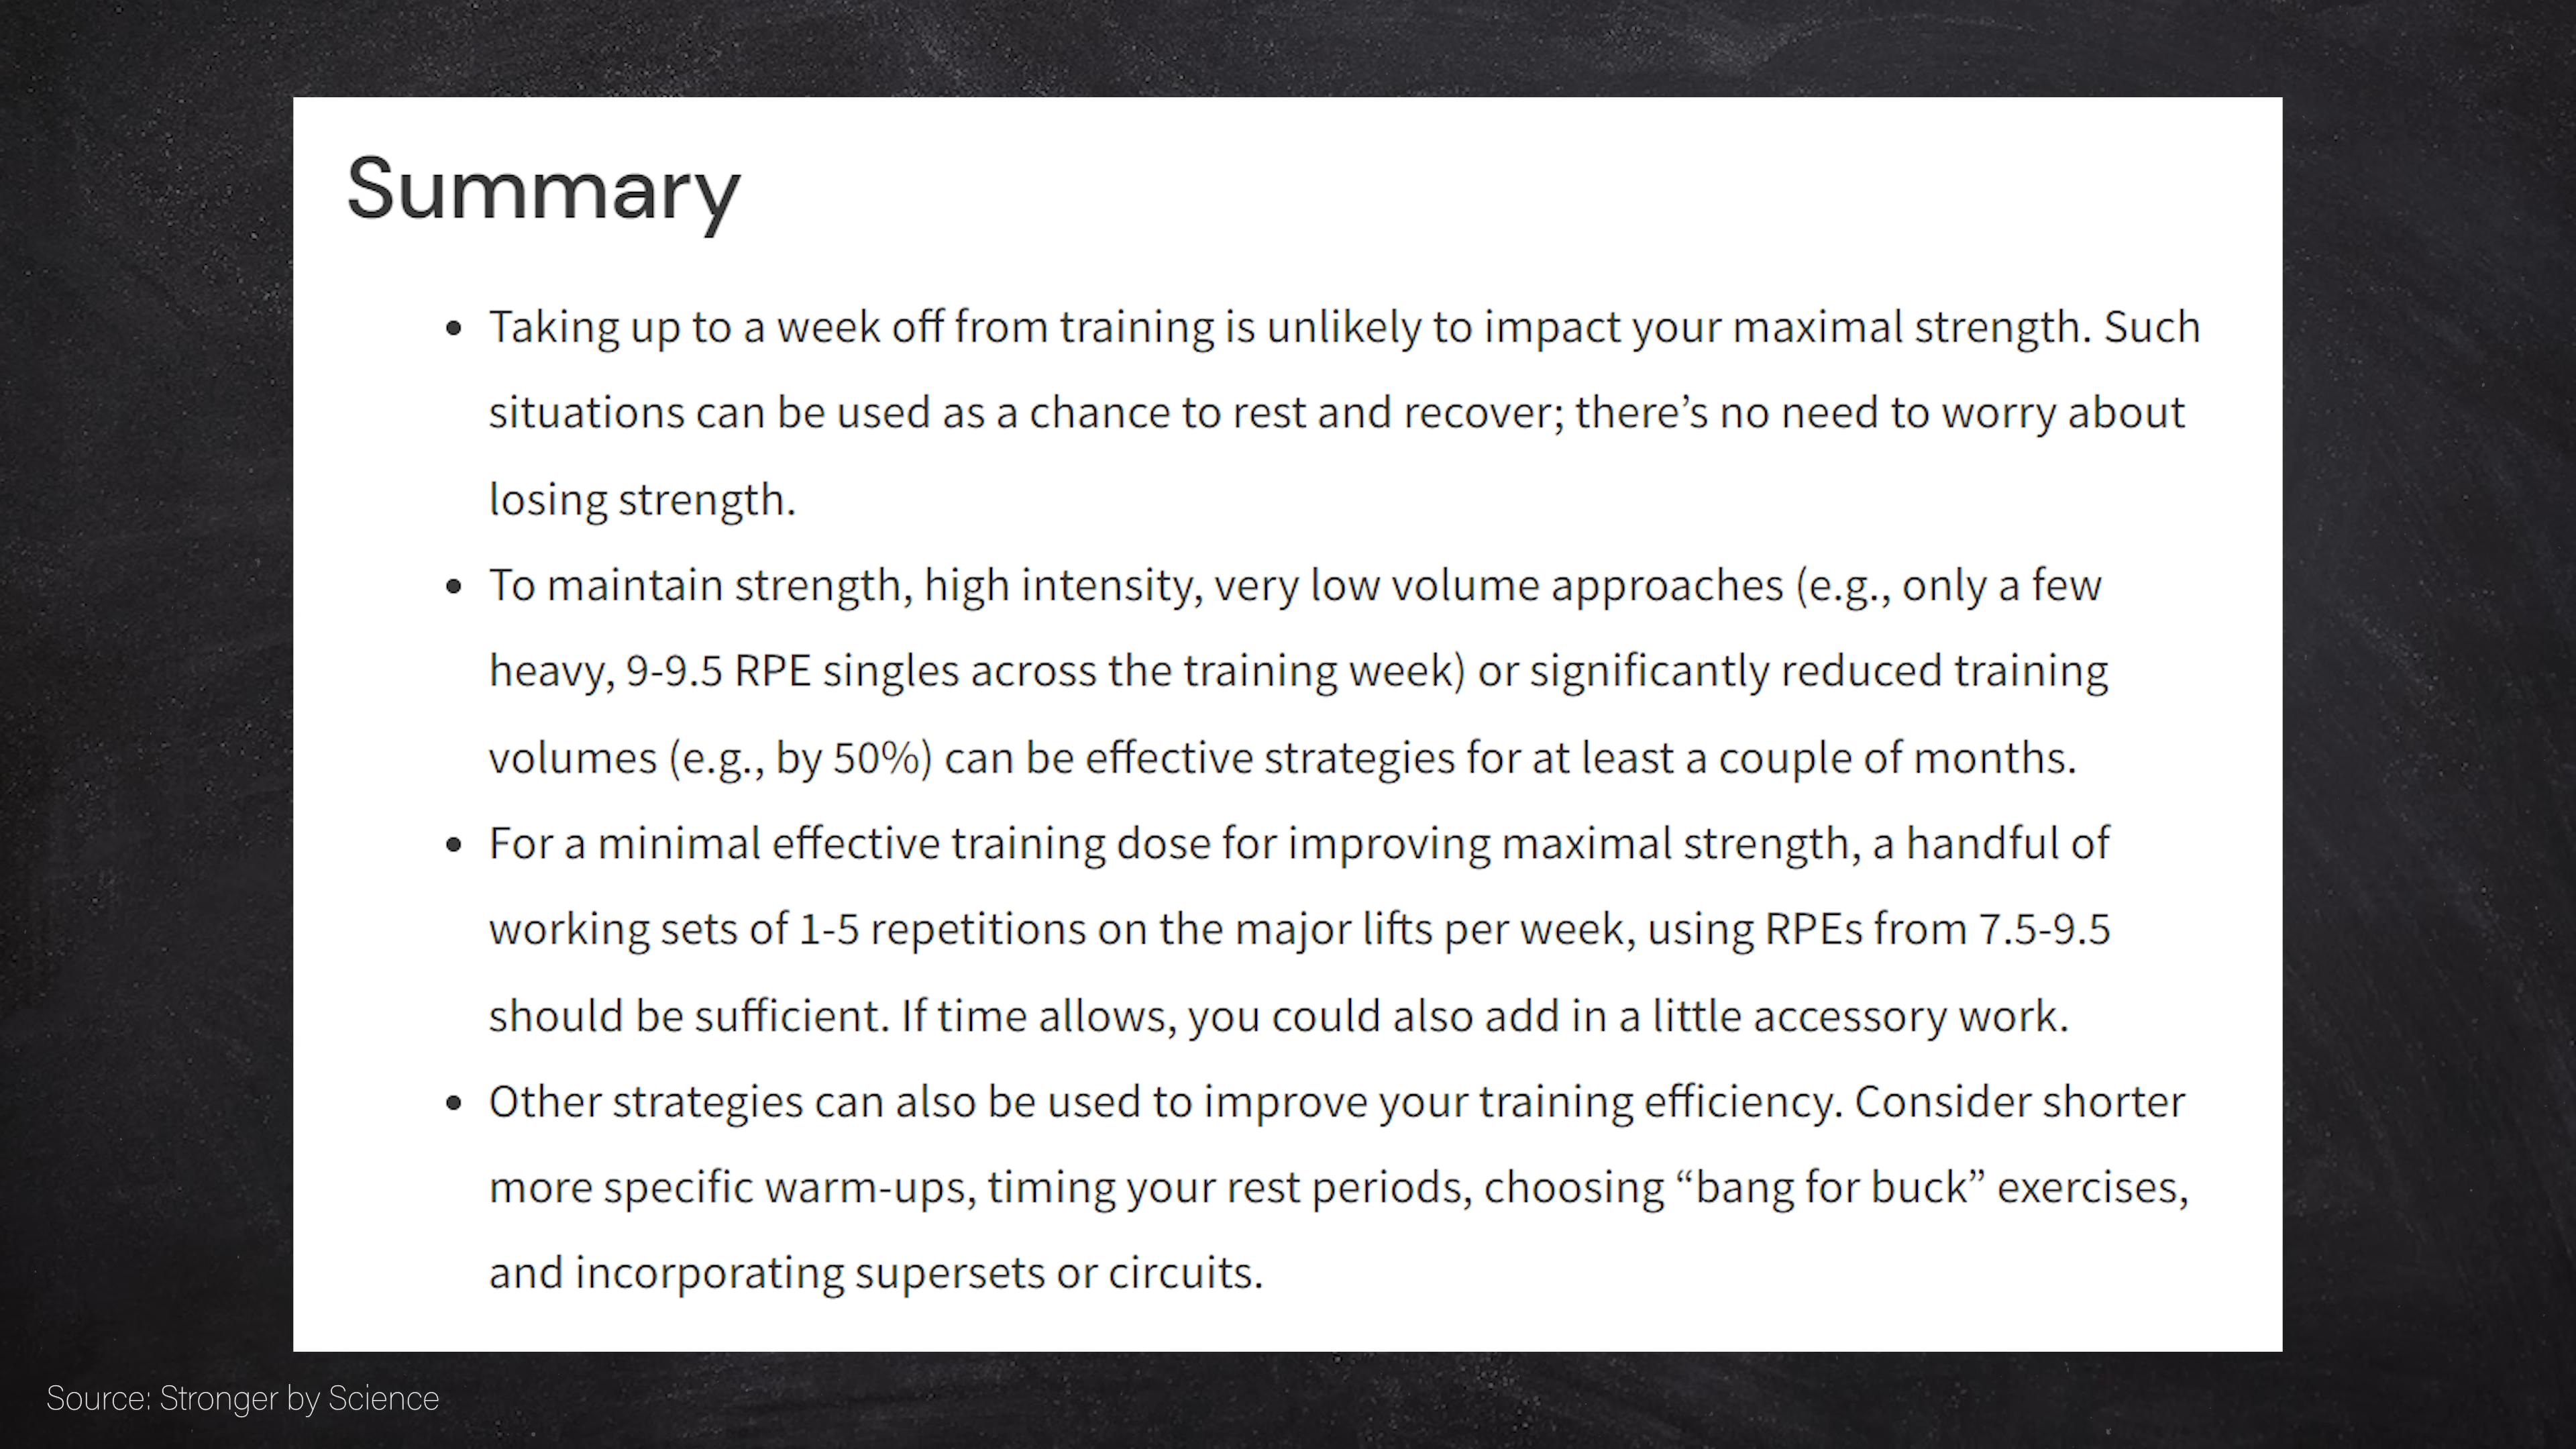 Summary
• Taking up to a week off from training is unlikely to impact your maximal strength. Such
situations can be used as a chance to rest and recover; there’s no need to worry about
losing strength.
• To maintain strength, high intensity, very low volume approaches (e.g., only a few
heavy, 9-9.5 RPE singles across the training week) or significantly reduced training
volumes (e.g., by 50%) can be effective strategies for at least a couple of months.
• For a minimal effective training dose for improving maximal strength, a handful of
working sets of 1-5 repetitions on the major lifts per week, using RPEs from 7.5-9.5
should be sufficient. If time allows, you could also add in a little accessory work.
• Other strategies can also be used to improve your training efficiency. Consider shorter
more specific warm-ups, timing your rest periods, choosing “bang for buck” exercises,
and incorporating supersets or circuits.
Source: Stronger by Science